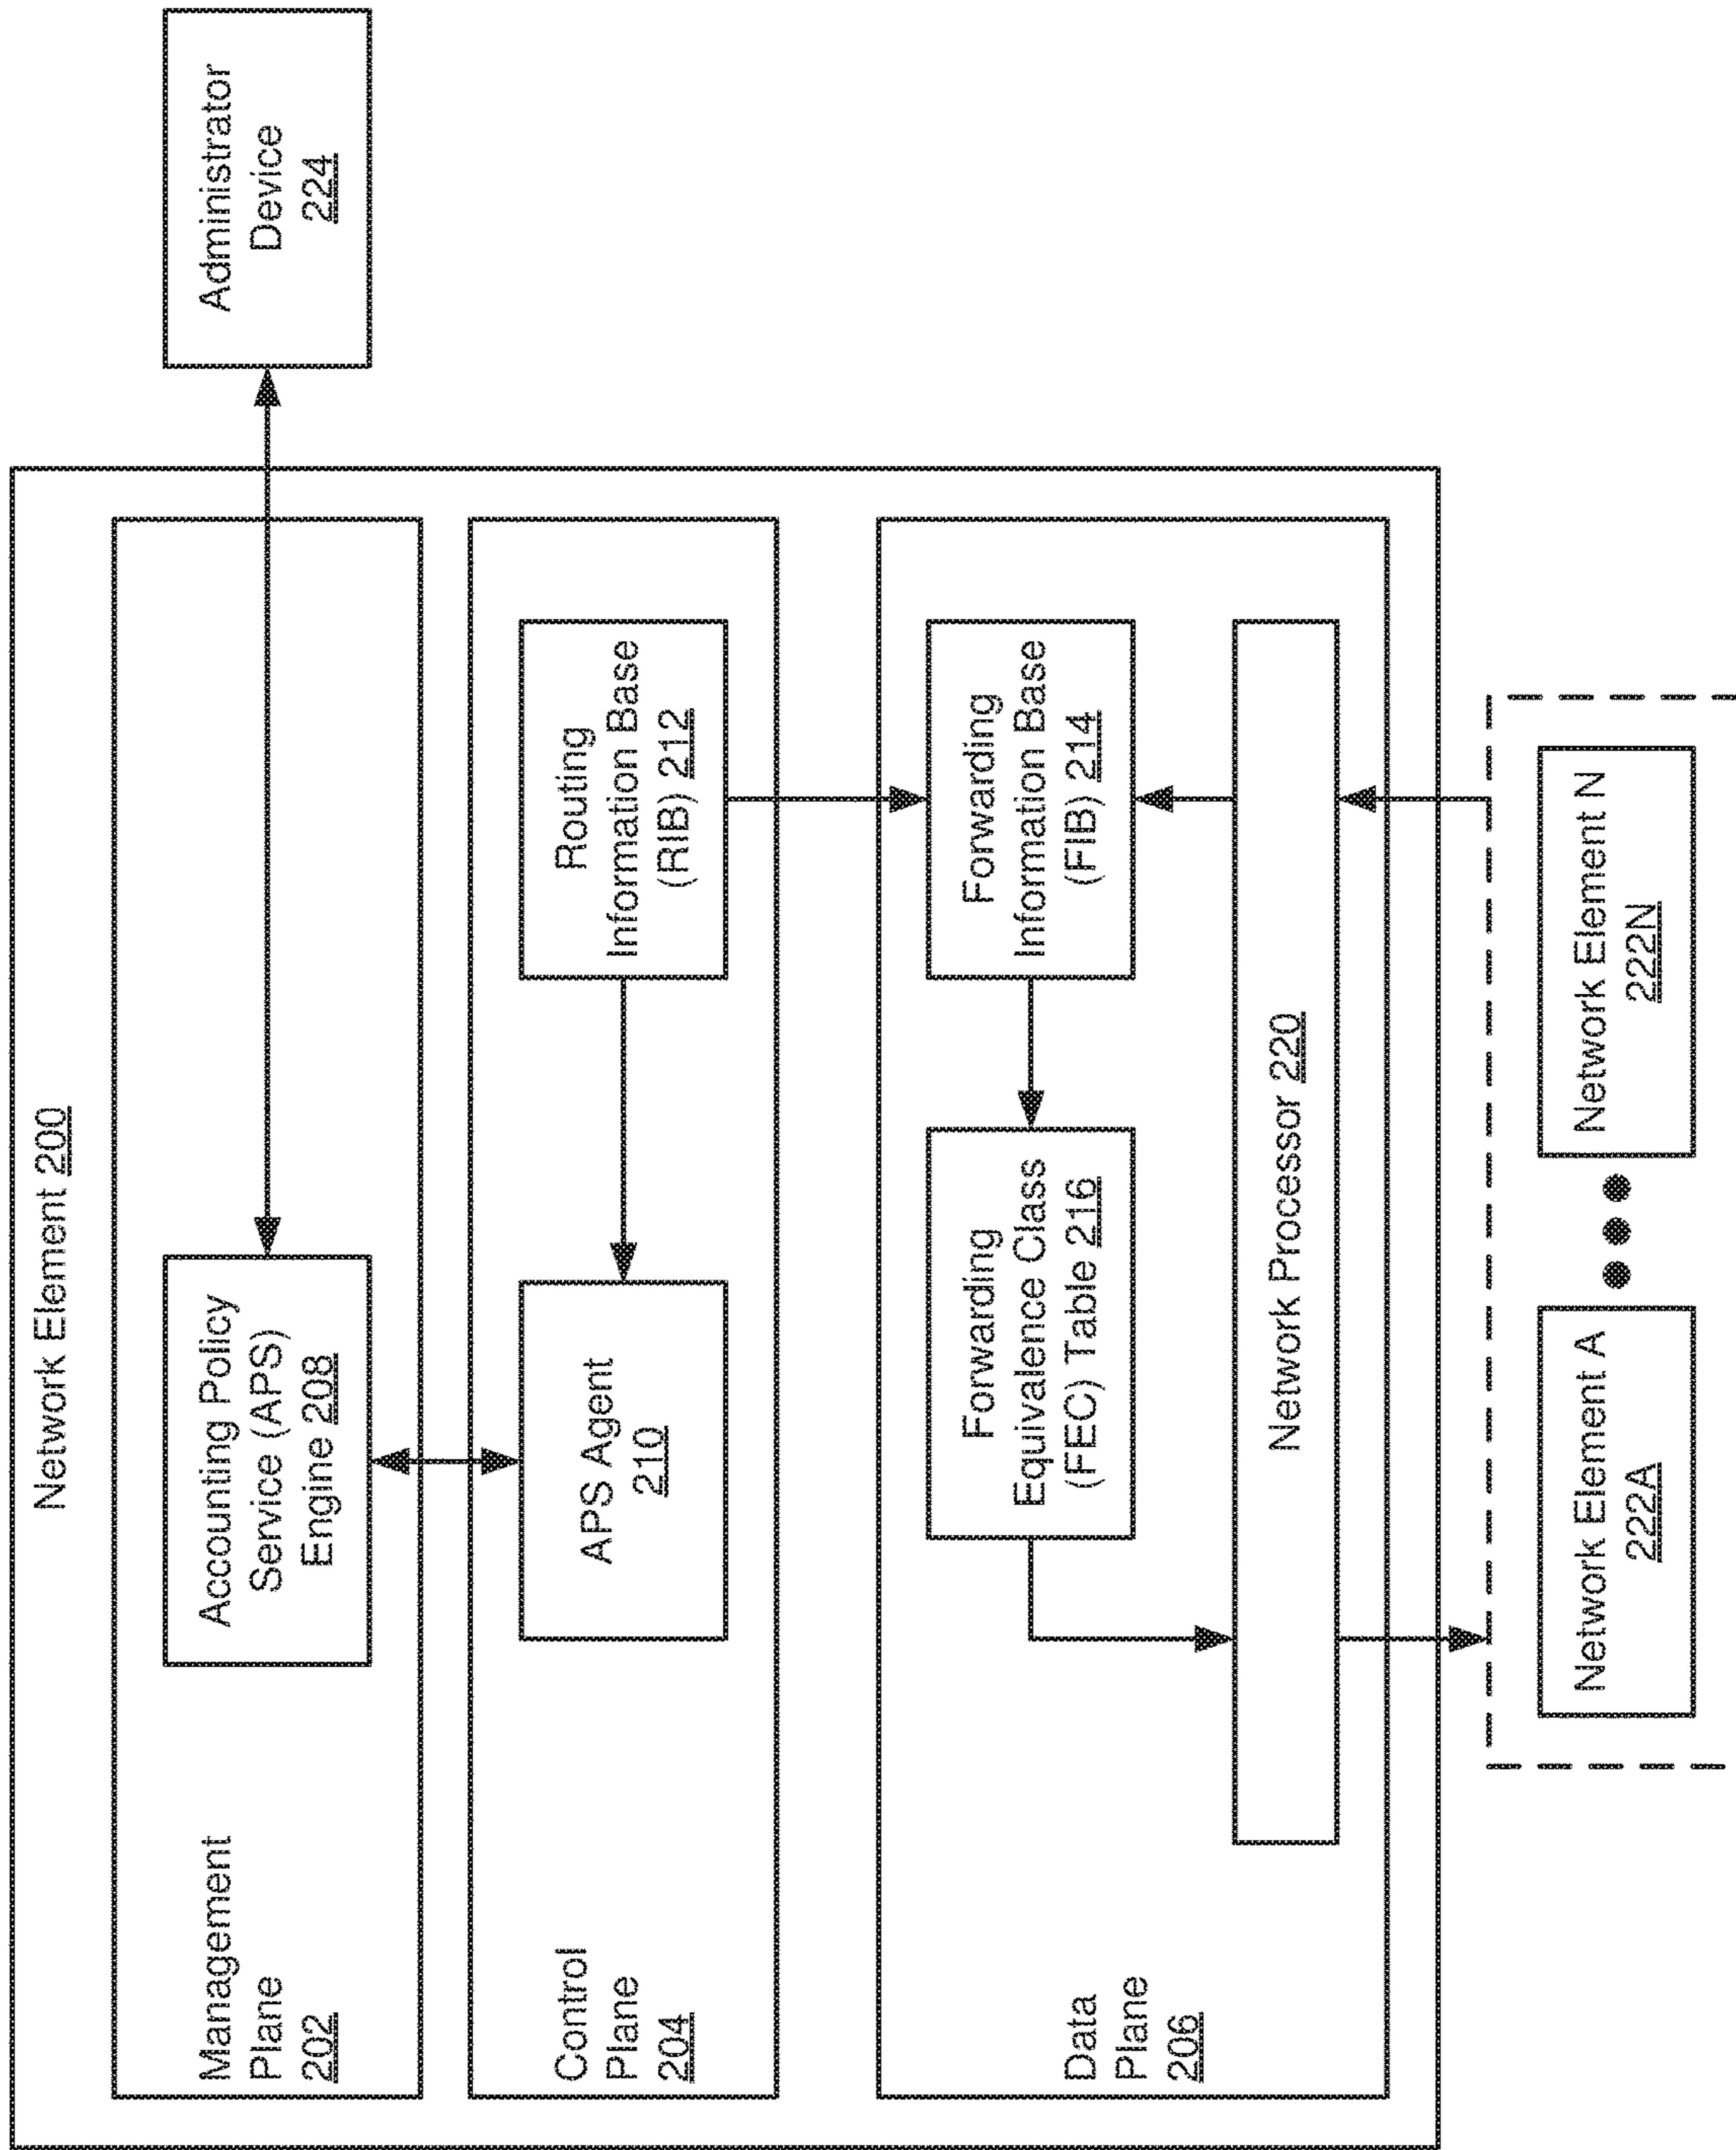 Network Element 200
Administrator
Device
224
Management
Plane
202
Accounting Policy
Service (APS)
Engine 208
Control
Plane
204
APS Agent
210
Routing
Information Base
(RIB) 212
Data
Plane
206
Forwarding
Equivalence Class
(FEC) Table 216
Forwarding
Information Base
(FIB) 214
Network Processor 220
Network Element A
222A
Network Element N
222N